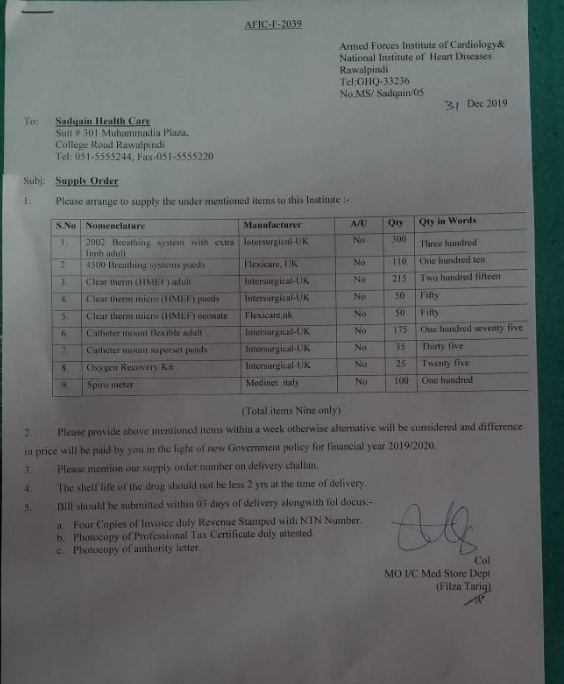 AFIC-F-2039
Armed Forces Institute of Cardiology&
National Institute of Heart Diseases
Rawalpindi
Tel:GHQ-33236
No.MS/ Sadqain/05
31 Dec 2019
To: Sadqain Health Care
Suit # 301 Muhammadia Plaza,
College Road Rawalpindi
Tel: 051-5555244, Fax-051-5555220
Subj: Supply Order
1. Please arrange to supply the under mentioned items to this Institute :-
S.No Nomenclature Manufacturer A/U Qty Qty in Words
1. 2002 Breathing system with extra limb adult Intersurgical-UK No 300 Three hundred
2. 4500 Breathing systems paeds Flexicare, UK No 110 One hundred ten
3. Clear therm (HMEF) adult Intersurgical-UK No 215 Two hundred fifteen
4. Clear therm micro (HMEF) paeds Intersurgical-UK No 50 Fifty
5. Clear therm micro (HMEF) neonate Flexicare,uk No 50 Fifty
6. Catheter mount flexible adult Intersurgical-UK No 175 One hundred seventy five
7. Catheter mount superset peads Intersurgical-UK No 35 Thirty five
8. Oxygen Recovery Kit Intersurgical-UK No 25 Twenty five
9. Spiro meter Medinet italy No 100 One hundred
(Total items Nine only)
2. Please provide above mentioned items within a week otherwise alternative will be considered and difference
in price will be paid by you in the light of new Government policy for financial year 2019/2020.
3. Please mention our supply order number on delivery challan.
4. The shelf life of the drug should not be less 2 yrs at the time of delivery.
5. Bill should be submitted within 03 days of delivery alongwith fol docus:-
a. Four Copies of Invoice duly Revenue Stamped with NTN Number.
b. Photocopy of Professional Tax Certificate duly attested.
c. Photocopy of authority letter.
Col
MO I/C Med Store Dept
(Filza Tariq)